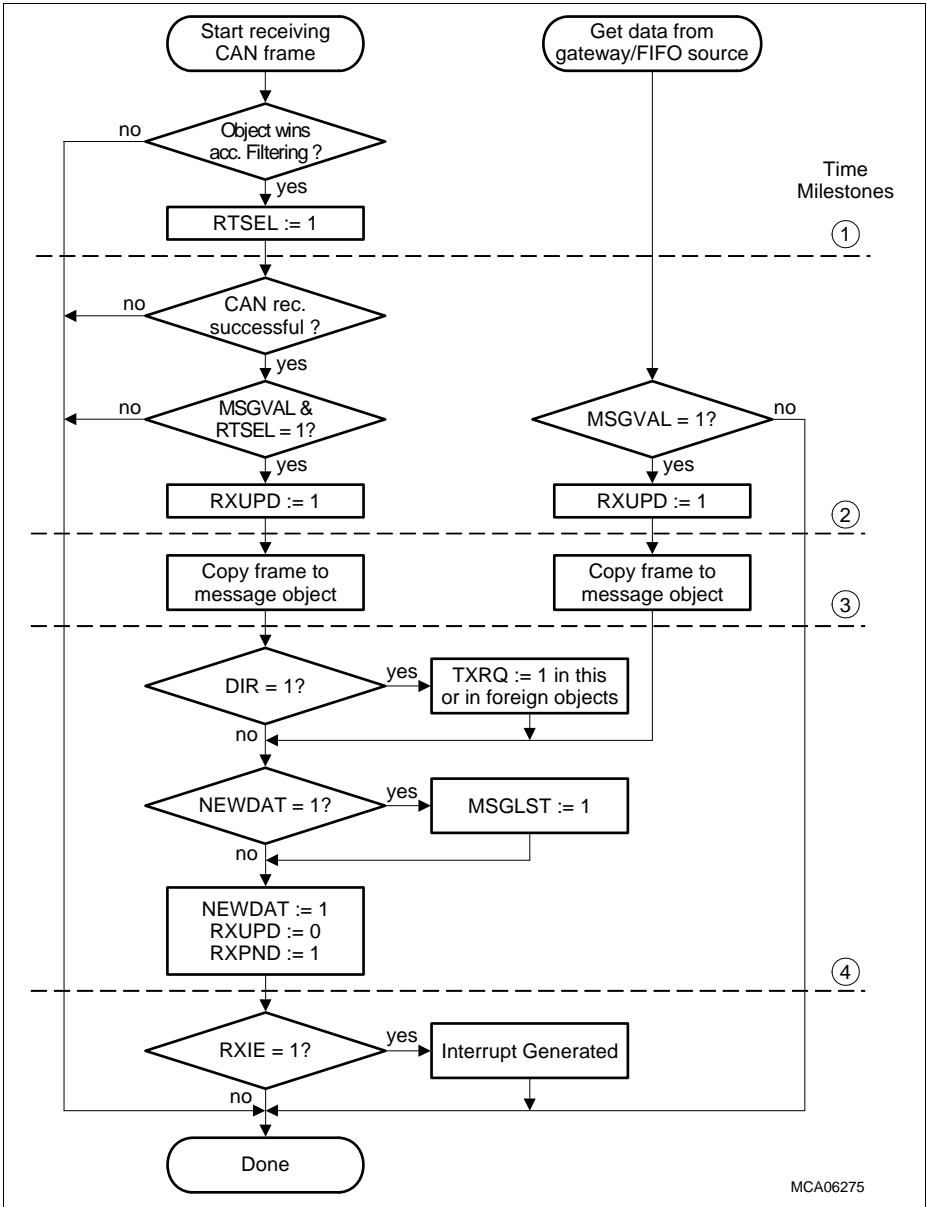 Start receiving
CAN frame
Get data from
gateway/FIFO source
no
Object wins
acc. Filtering ?
yes
Time
Milestones
RTSEL := 1
1
no
CAN rec.
successful ?
yes
no
MSGVAL &
RTSEL = 1?
MSGVAL = 1?
no
yes
yes
RXUPD := 1
RXUPD := 1
2
Copy frame to
message object
Copy frame to
message object
3
DIR = 1?
yes
TXRQ := 1 in this
or in foreign objects
no
NEWDAT = 1?
yes
MSGLST := 1
no
NEWDAT := 1
RXUPD := 0
RXPND := 1
4
RXIE = 1?
yes
Interrupt Generated
no
Done
MCA06275